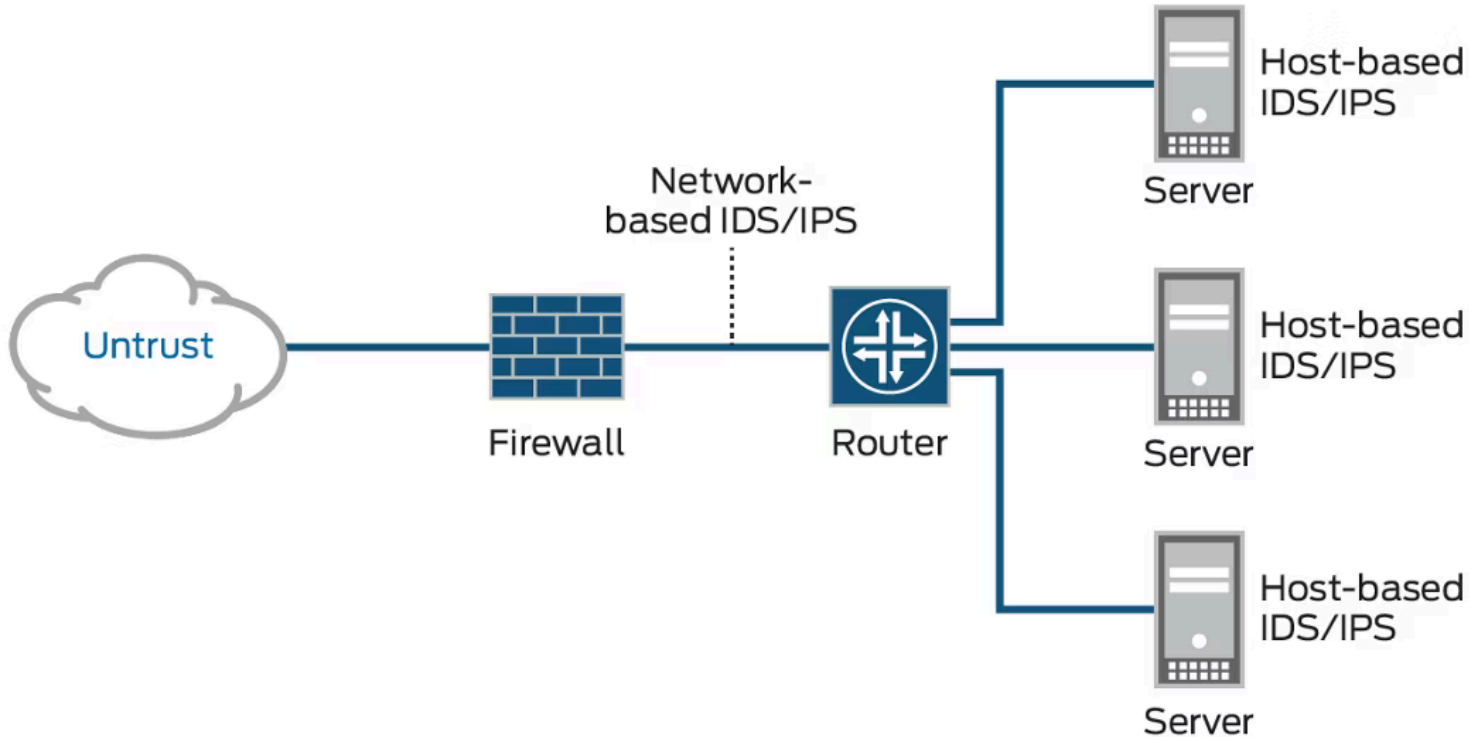 Untrust
Firewall
Network-
based IDS/IPS
Router
Host-based
IDS/IPS
Server
Host-based
IDS/IPS
Server
Host-based
IDS/IPS
Server